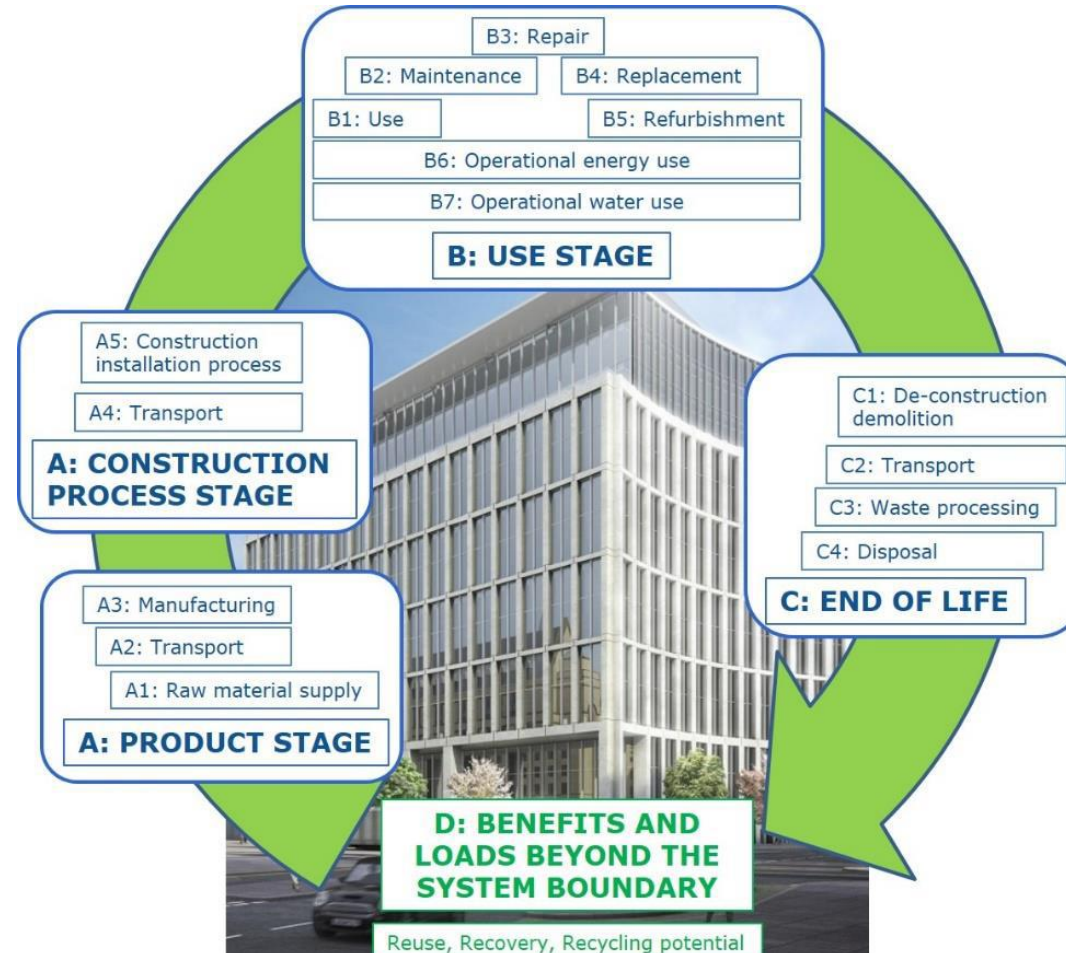 B3: Repair
B2: Maintenance
B4: Replacement
B1: Use
B5: Refurbishment
B6: Operational energy use
B7: Operational water use
B: USE STAGE
A5: Construction
installation process
A4: Transport
A: CONSTRUCTION
PROCESS STAGE
A3: Manufacturing
A2: Transport
A1: Raw material supply
A: PRODUCT STAGE
C1: De-construction
demolition
C2: Transport
C3: Waste processing
C4: Disposal
C: END OF LIFE
D: BENEFITS AND
LOADS BEYOND THE
SYSTEM BOUNDARY
Reuse, Recovery, Recycling potential